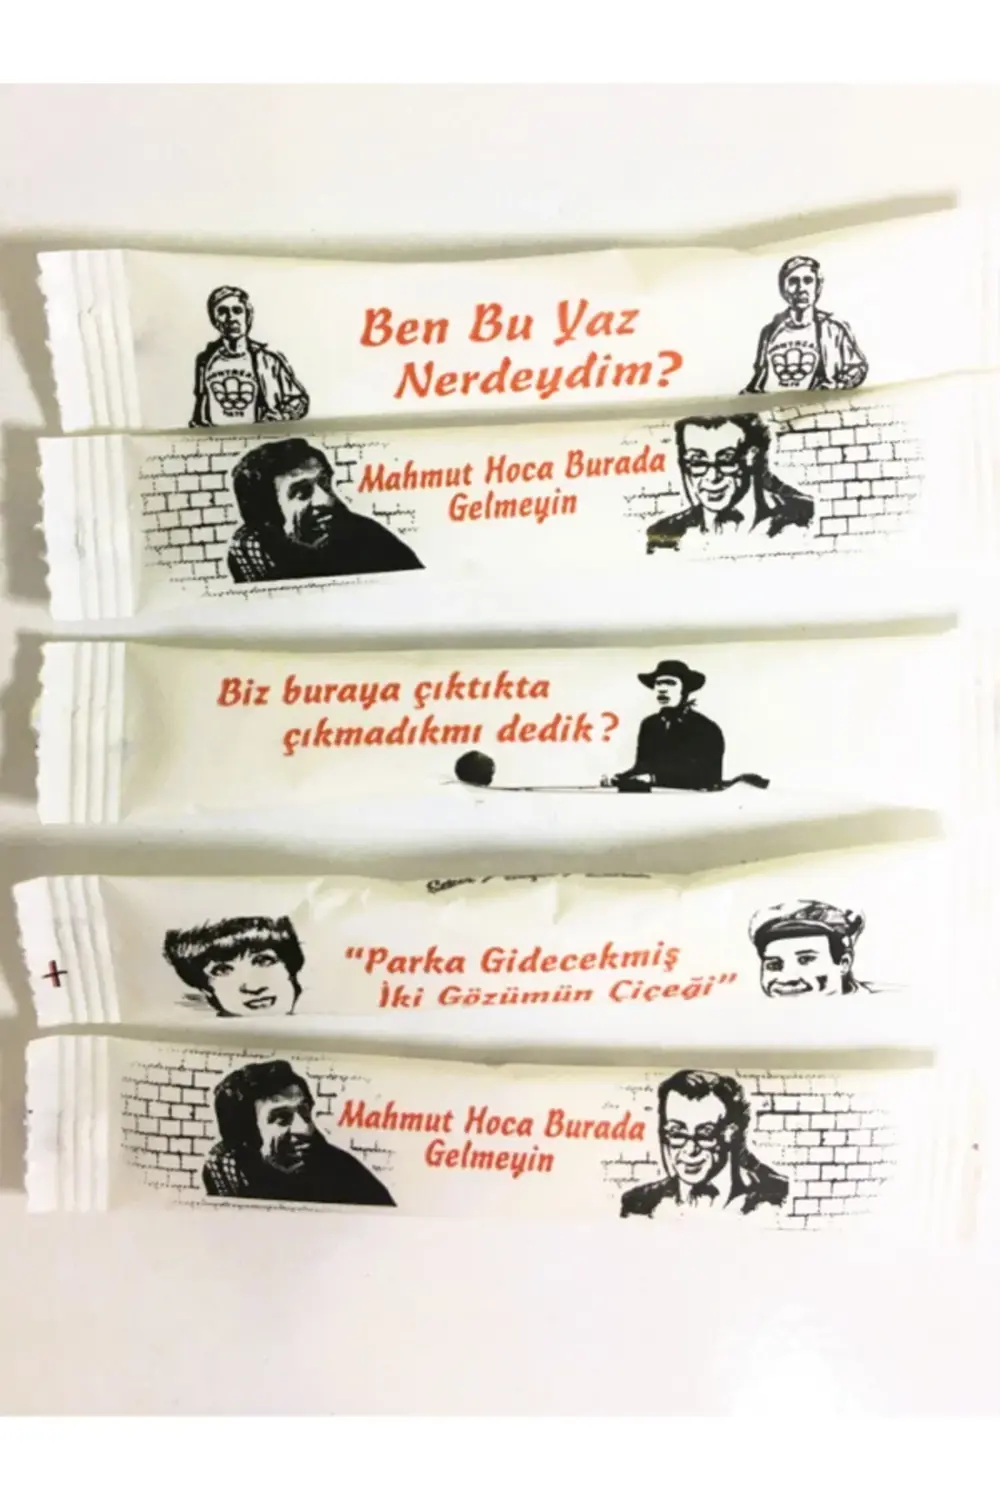 Ben Bu Yaz
Nerdeydim?
Mahmut Hoca Burada
Gelmeyin
Biz buraya çıktıkta
çıkmadıkmı dedik?
"Parka Gidecekmiş
İki Gözümün Çiçeği"
Mahmut Hoca Burada
Gelmeyin